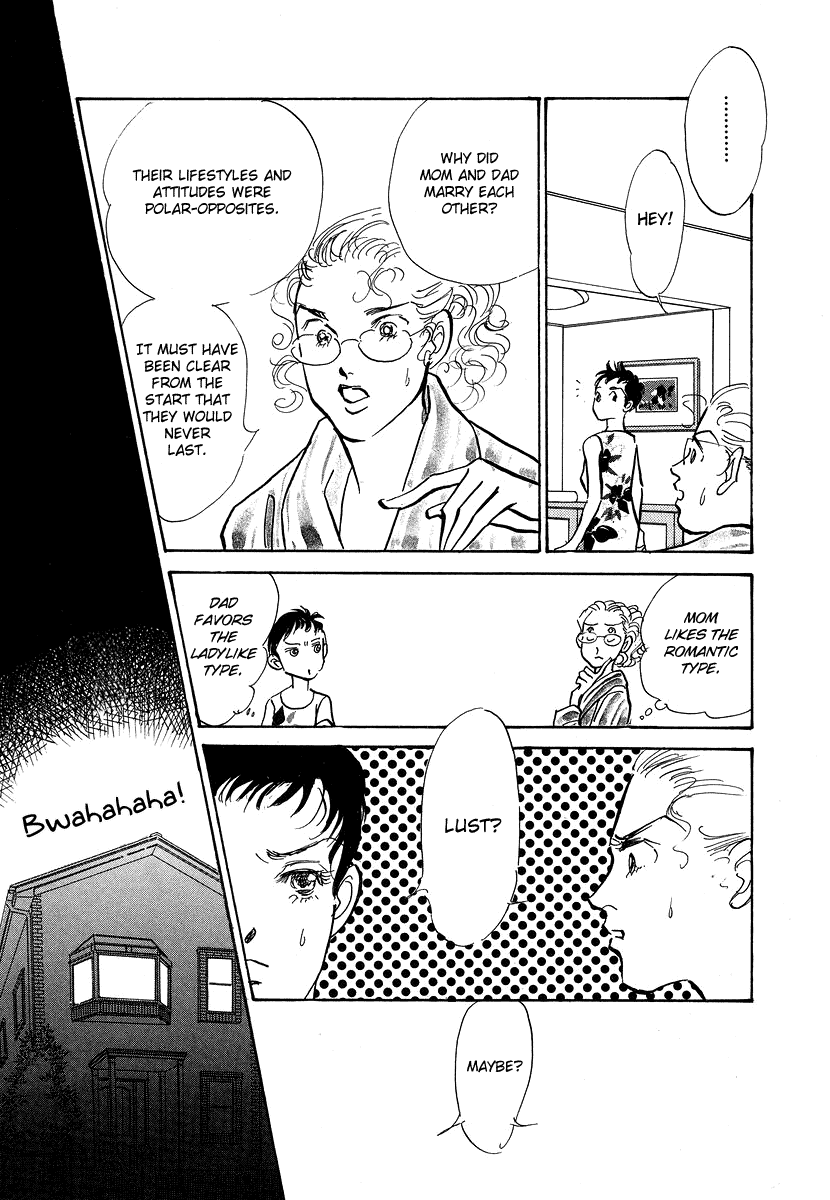 ..........
HEY!
WHY DID
MOM AND DAD
MARRY EACH
OTHER?
THEIR LIFESTYLES AND
ATTITUDES WERE
POLAR-OPPOSITES.
IT MUST HAVE
BEEN CLEAR
FROM THE
START THAT
THEY WOULD
NEVER
LAST.
MOM
LIKES THE
ROMANTIC
TYPE.
DAD
FAVORS
THE
LADYLIKE
TYPE.
LUST?
MAYBE?
Bwahahaha!